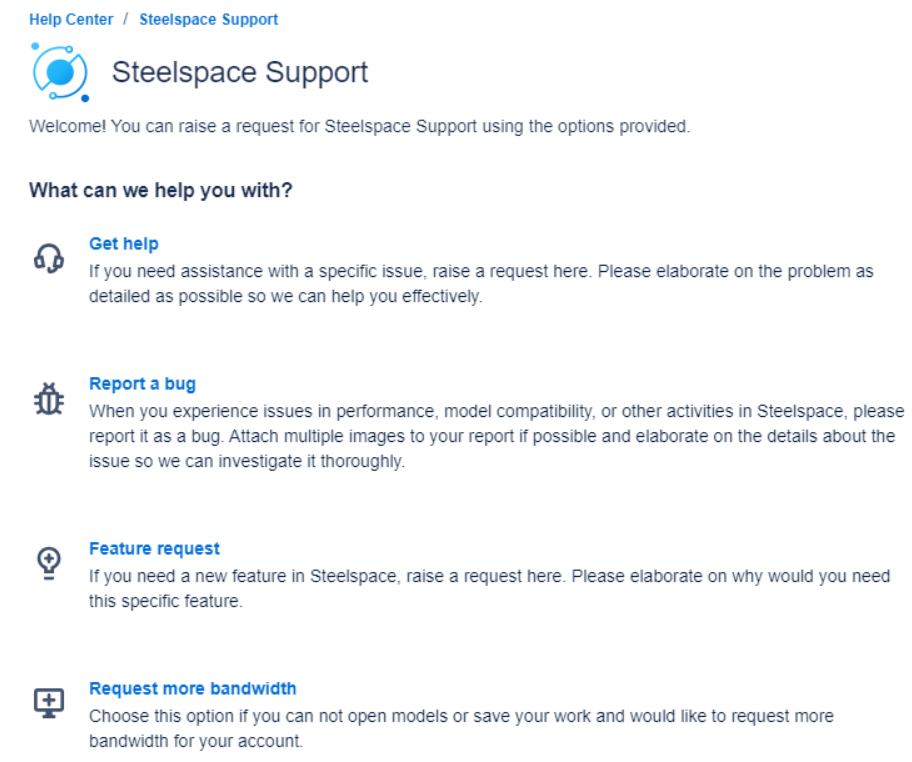 Help Center / Steelspace Support
Steelspace Support
Welcome! You can raise a request for Steelspace Support using the options provided.
What can we help you with?
Get help
If you need assistance with a specific issue, raise a request here. Please elaborate on the problem as
detailed as possible so we can help you effectively.
Report a bug
When you experience issues in performance, model compatibility, or other activities in Steelspace, please
report it as a bug. Attach multiple images to your report if possible and elaborate on the details about the
issue so we can investigate it thoroughly.
Feature request
If you need a new feature in Steelspace, raise a request here. Please elaborate on why would you need
this specific feature.
Request more bandwidth
Choose this option if you can not open models or save your work and would like to request more
bandwidth for your account.